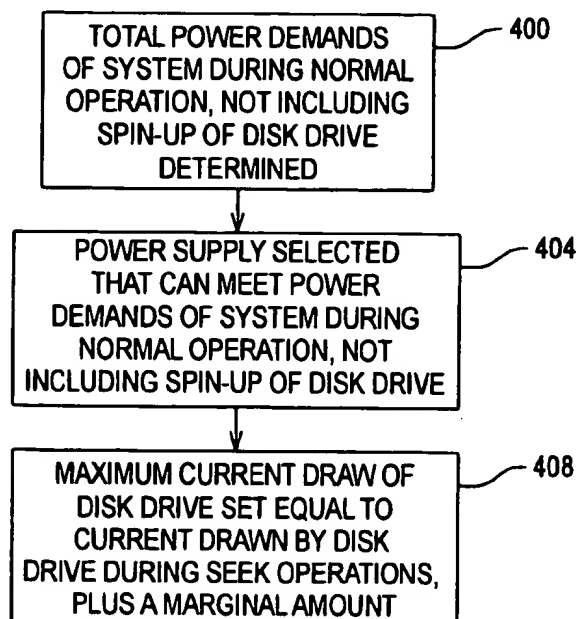 TOTAL POWER DEMANDS
OF SYSTEM DURING NORMAL
OPERATION, NOT INCLUDING
SPIN-UP OF DISK DRIVE
DETERMINED
400
POWER SUPPLY SELECTED
THAT CAN MEET POWER
DEMANDS OF SYSTEM DURING
NORMAL OPERATION, NOT
INCLUDING SPIN-UP OF DISK DRIVE
404
MAXIMUM CURRENT DRAW OF
DISK DRIVE SET EQUAL TO
CURRENT DRAWN BY DISK
DRIVE DURING SEEK OPERATIONS,
PLUS A MARGINAL AMOUNT
408